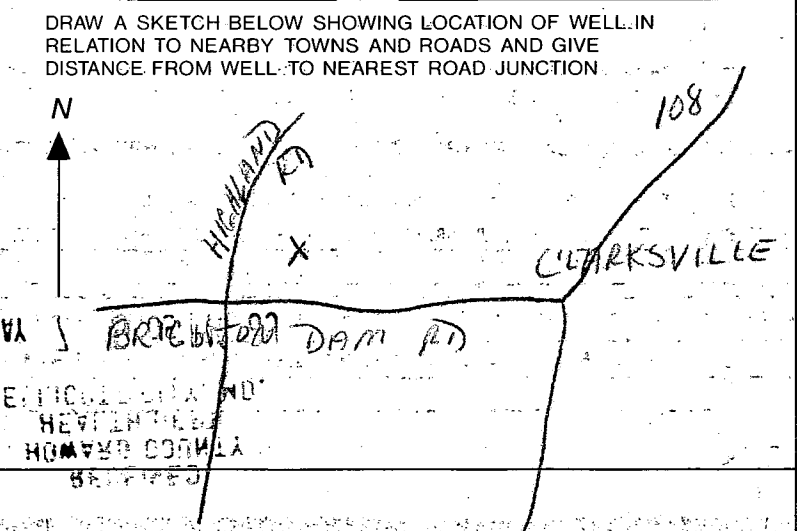 DRAW A SKETCH BELOW SHOWING LOCATION OF WELL IN
RELATION TO NEARBY TOWNS AND ROADS AND GIVE
DISTANCE FROM WELL TO NEAREST ROAD JUNCTION
N
108
HIGHLAND
RD
X
CLARKSVILLE
DAM RD
HOWARD COUNTY
RECEIVED